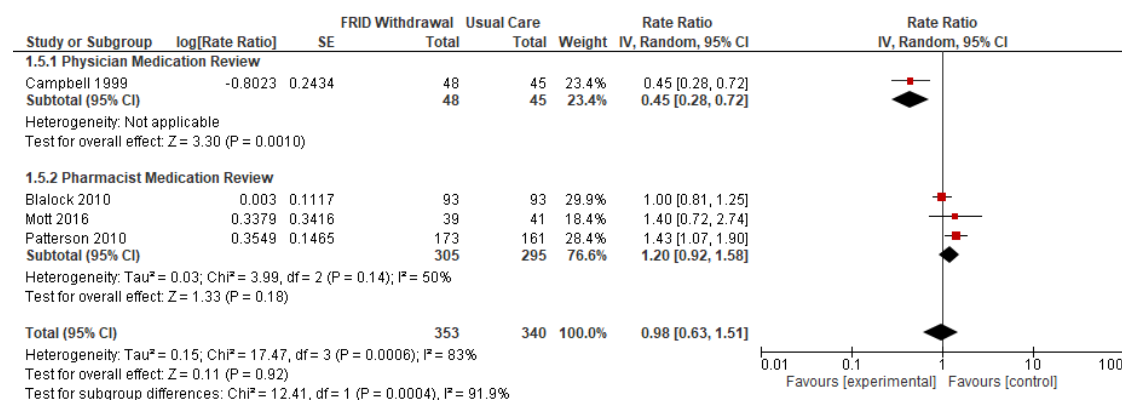 FRID Withdrawal Usual Care Rate Ratio Rate Ratio
Study or Subgroup log[Rate Ratio] SE Total Total Weight IV, Random, 95% CI IV, Random, 95% CI
1.5.1 Physician Medication Review
Campbell 1999 -0.8023 0.2434 48 45 23.4% 0.45 [0.28, 0.72]
Subtotal (95% CI) 48 45 23.4% 0.45 [0.28, 0.72]
Heterogeneity: Not applicable
Test for overall effect: Z = 3.30 (P = 0.0010)
1.5.2 Pharmacist Medication Review
Blalock 2010 0.003 0.1117 93 93 29.9% 1.00 [0.81, 1.25]
Mott 2016 0.3379 0.3416 39 41 18.4% 1.40 [0.72, 2.74]
Patterson 2010 0.3549 0.1465 173 161 28.4% 1.43 [1.07, 1.90]
Subtotal (95% CI) 305 295 76.6% 1.20 [0.92, 1.58]
Heterogeneity: Tau² = 0.03; Chi² = 3.99, df = 2 (P = 0.14); I² = 50%
Test for overall effect: Z = 1.33 (P = 0.18)
Total (95% CI) 353 340 100.0% 0.98 [0.63, 1.51]
Heterogeneity: Tau² = 0.15; Chi² = 17.47, df = 3 (P = 0.0006); I² = 83%
Test for overall effect: Z = 0.11 (P = 0.92)
Test for subgroup differences: Chi² = 12.41, df = 1 (P = 0.0004), I² = 91.9%
0.01 0.1 1 10 100
Favours [experimental] Favours [control]